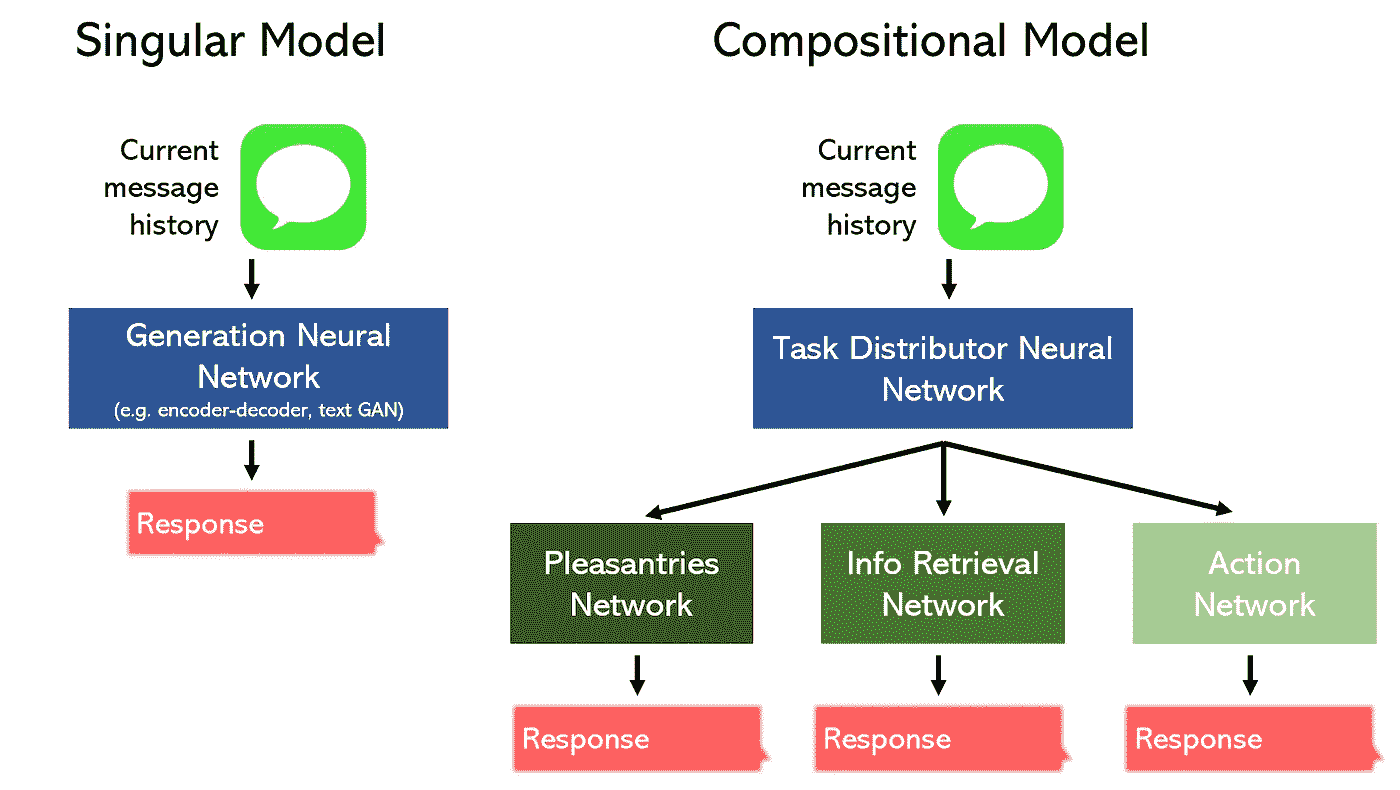 Singular Model
Current
message
history
Generation Neural
Network
(e.g. encoder-decoder, text GAN)
Response
Compositional Model
Current
message
history
Task Distributor Neural
Network
Pleasantries
Network
Info Retrieval
Network
Action
Network
Response
Response
Response